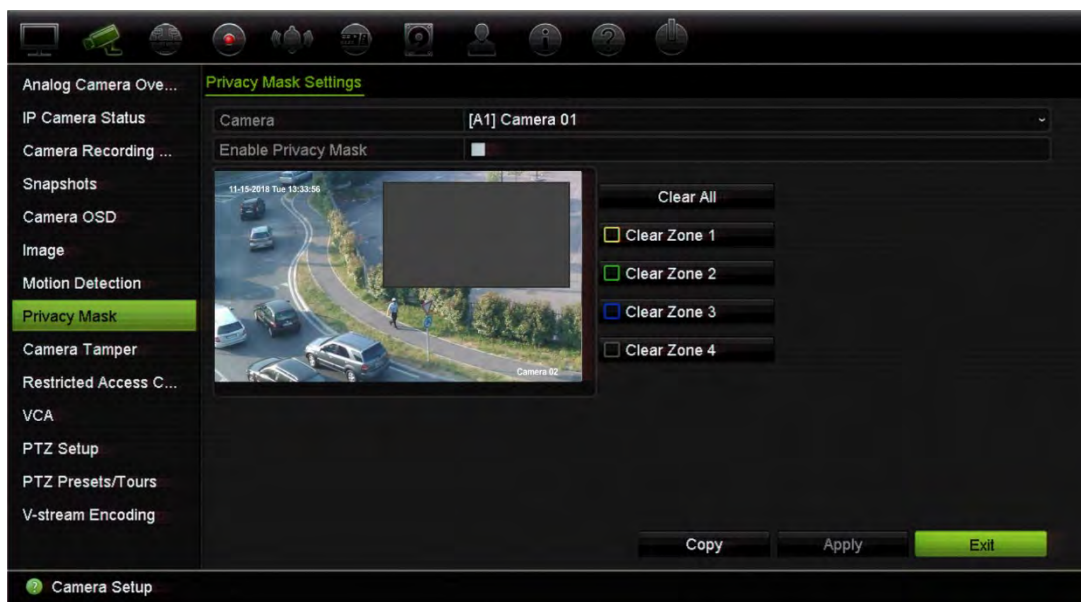 Analog Camera Ove...
Privacy Mask Settings
IP Camera Status
Camera
[A1] Camera 01
Camera Recording ...
Enable Privacy Mask
Snapshots
11-15-2018 Tue 13:33:56
Clear All
Camera OSD
Clear Zone 1
Image
Clear Zone 2
Motion Detection
Privacy Mask
Clear Zone 3
Camera Tamper
Clear Zone 4
Camera 02
Restricted Access C...
VCA
PTZ Setup
PTZ Presets/Tours
V-stream Encoding
Copy
Apply
Exit
? Camera Setup